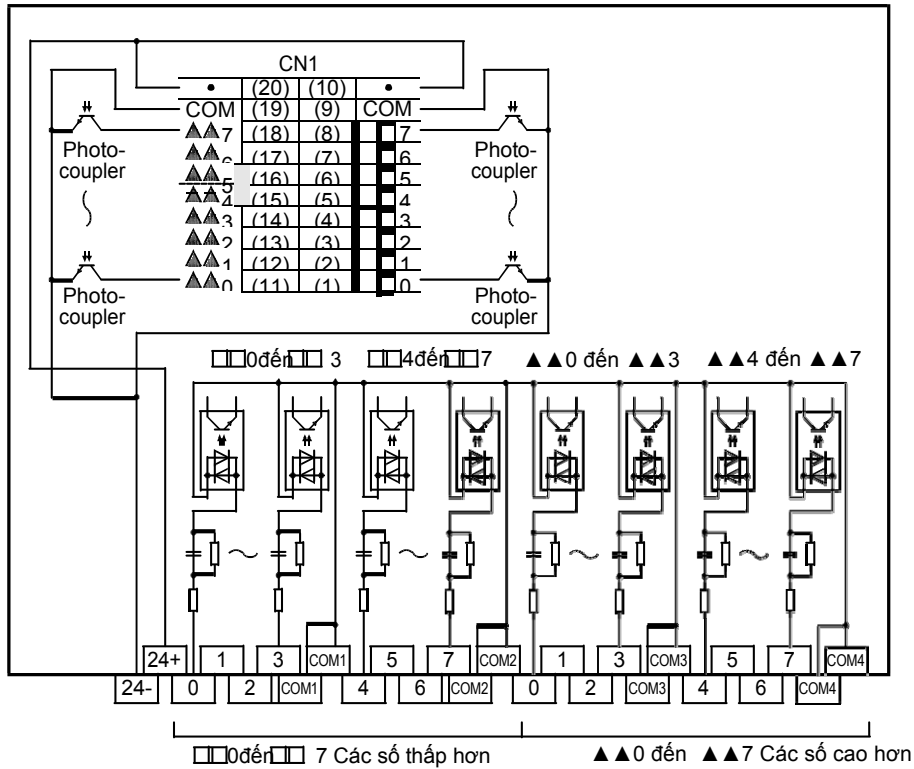 CN1
• (20) (10) •
COM (19) (9) COM
▲▲7 (18) (8) □□7
▲▲6 (17) (7) □□6
▲▲5 (16) (6) □□5
▲▲4 (15) (5) □□4
▲▲3 (14) (4) □□3
▲▲2 (13) (3) □□2
▲▲1 (12) (2) □□1
▲▲0 (11) (1) □□0
Photo-
coupler
Photo-
coupler
Photo-
coupler
Photo-
coupler
□□0đến□□ 3 □□4đến□□7 ▲▲0 đến ▲▲3 ▲▲4 đến ▲▲7
24+ 1 3 COM1 5 7 COM2 1 3 COM3 5 7 COM4
24- 0 2 COM1 4 6 COM2 0 2 COM3 4 6 COM4
□□0đến□□ 7 Các số thấp hơn ▲▲0 đến ▲▲7 Các số cao hơn